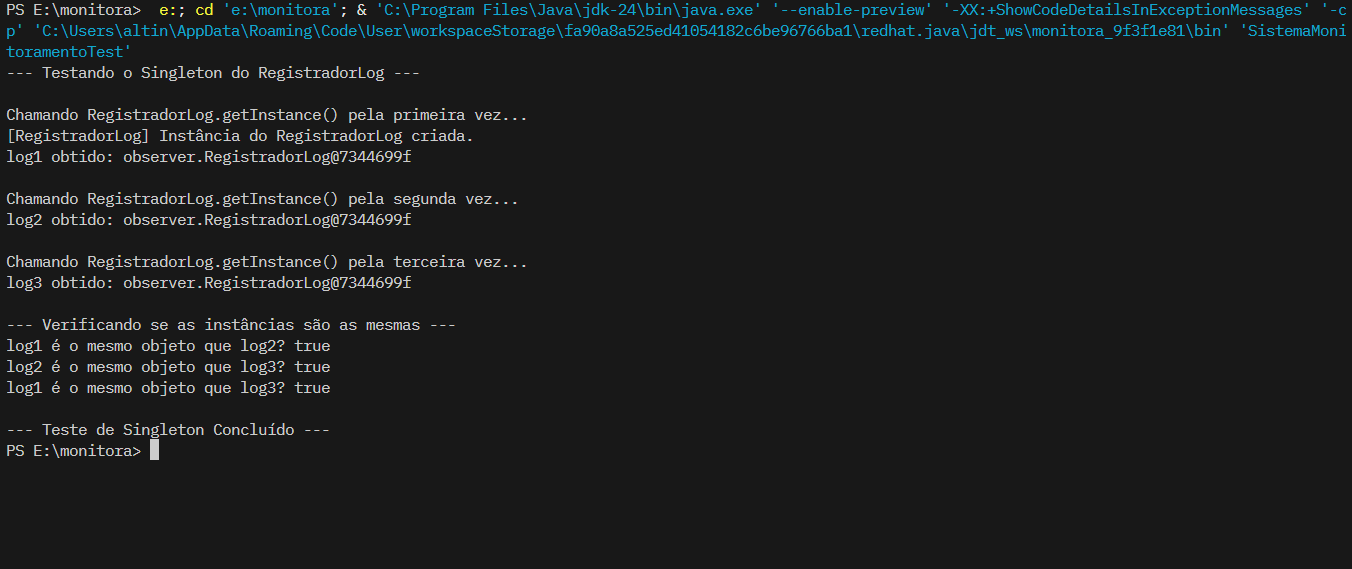 PS E:\monitora>  e:; cd 'e:\monitora'; & 'C:\Program Files\Java\jdk-24\bin\java.exe' '--enable-preview' '-XX:+ShowCodeDetailsInExceptionMessages' '-c
p' 'C:\Users\altin\AppData\Roaming\Code\User\workspaceStorage\fa90a8a525ed41054182c6be96766ba1\redhat.java\jdt_ws\monitora_9f3f1e81\bin' 'SistemaMoni
toramentoTest'
--- Testando o Singleton do RegistradorLog ---
Chamando RegistradorLog.getInstance() pela primeira vez...
[RegistradorLog] Instância do RegistradorLog criada.
log1 obtido: observer.RegistradorLog@7344699f
Chamando RegistradorLog.getInstance() pela segunda vez...
log2 obtido: observer.RegistradorLog@7344699f
Chamando RegistradorLog.getInstance() pela terceira vez...
log3 obtido: observer.RegistradorLog@7344699f
--- Verificando se as instâncias são as mesmas ---
log1 é o mesmo objeto que log2? true
log2 é o mesmo objeto que log3? true
log1 é o mesmo objeto que log3? true
--- Teste de Singleton Concluído ---
PS E:\monitora>